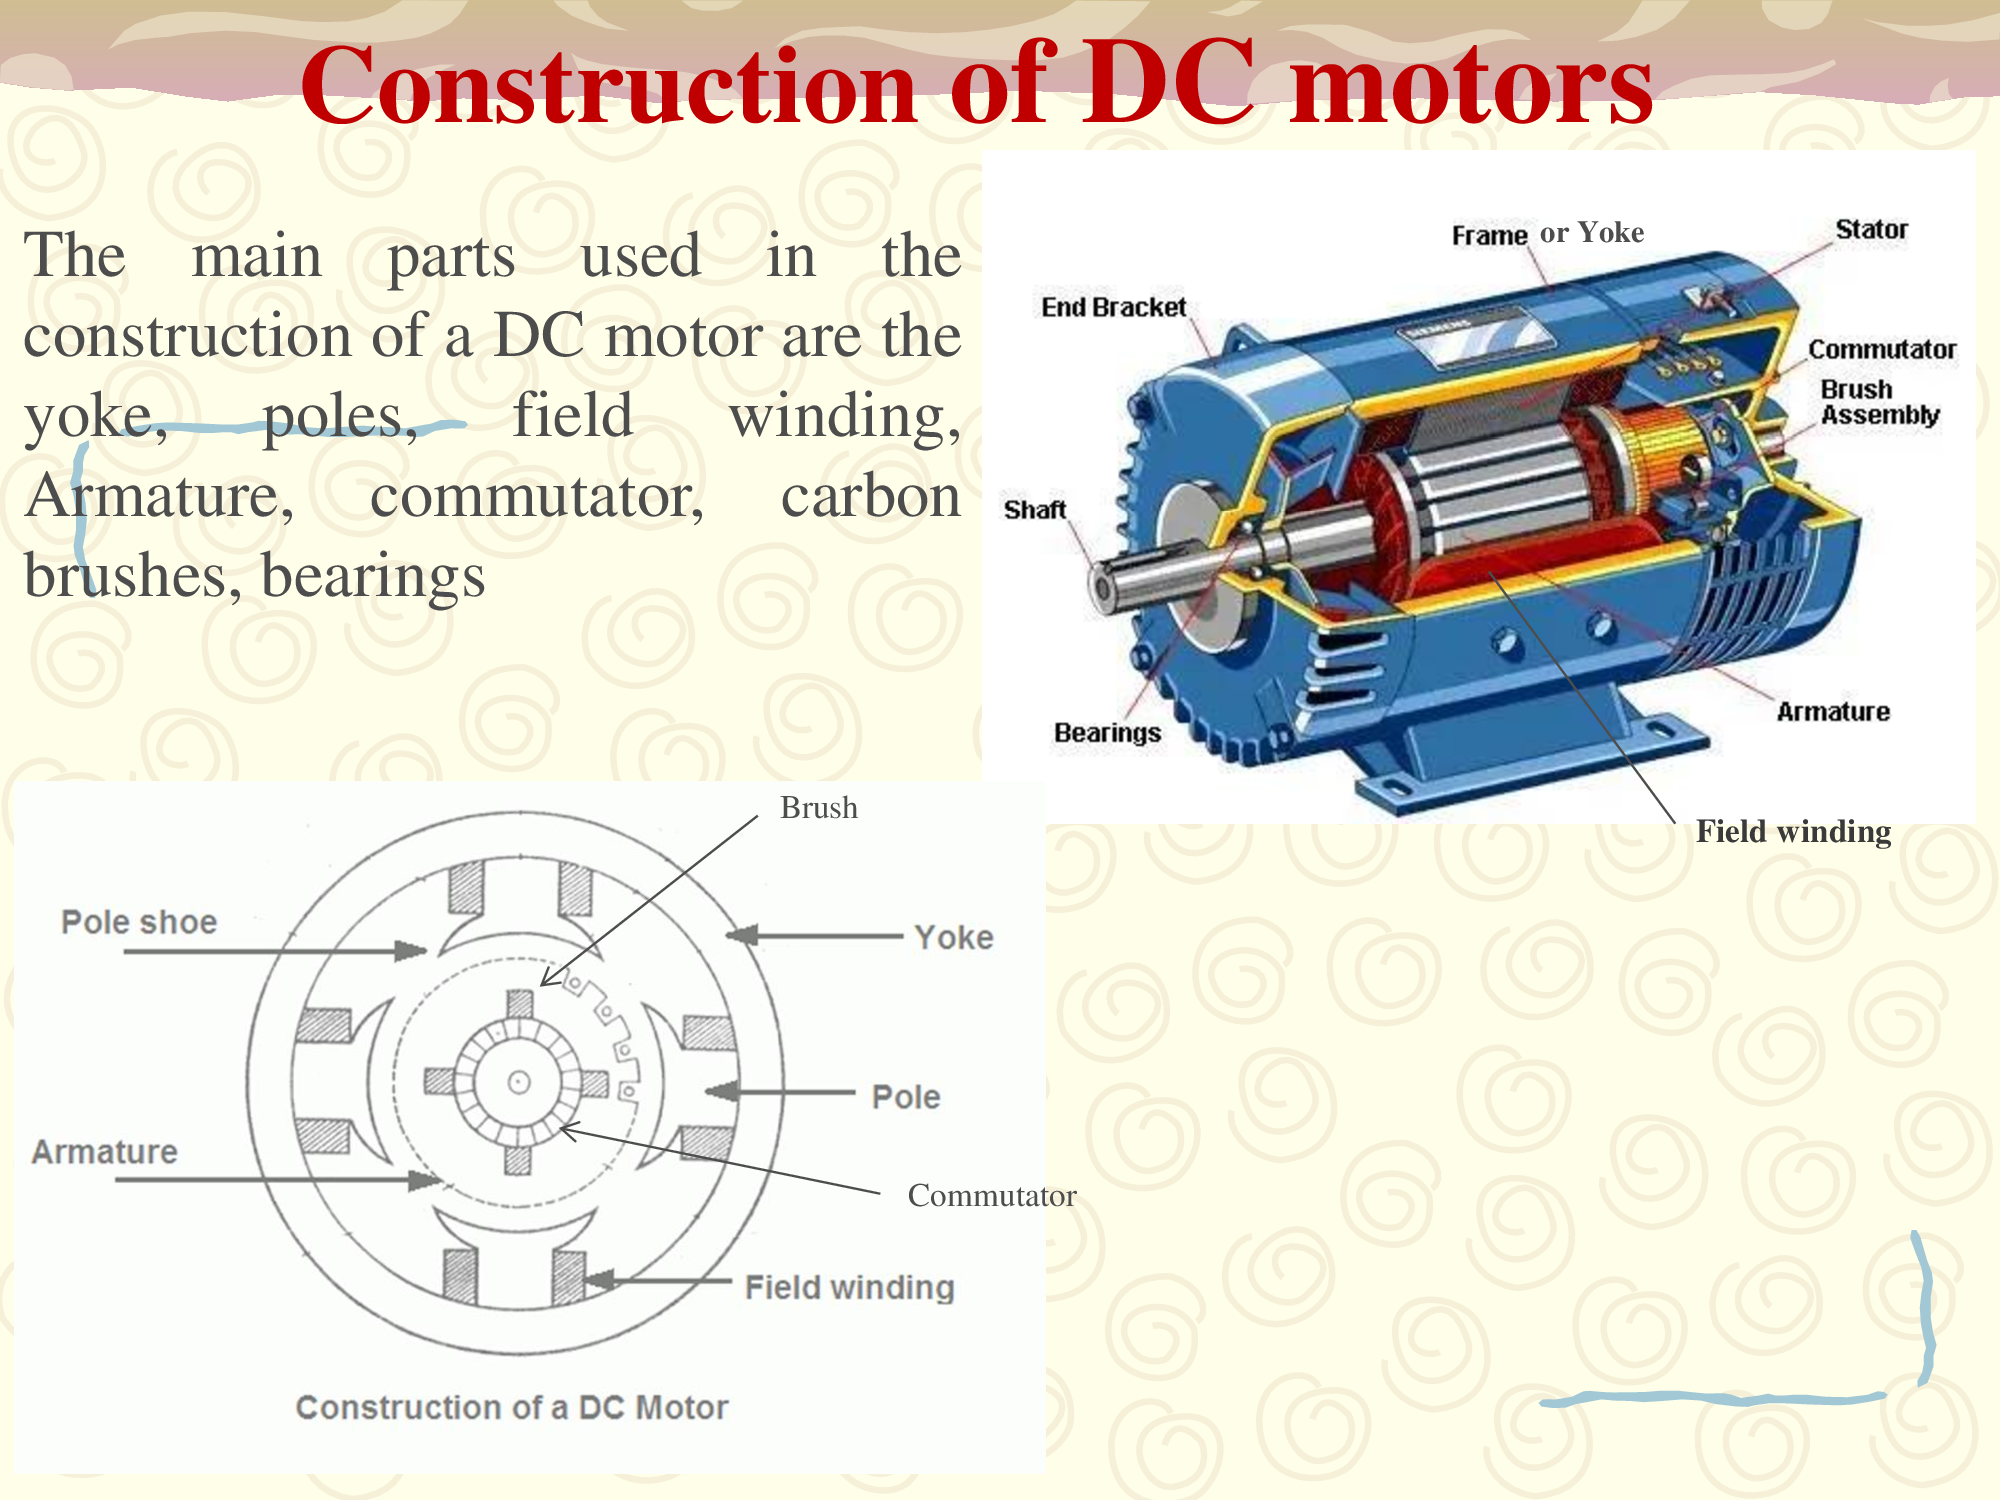 Construction of DC motors
The main parts used in the
construction of a DC motor are the
yoke, poles, field winding,
Armature, commutator, carbon
brushes, bearings
Frame or Yoke
Stator
End Bracket
Commutator
Brush
Assembly
Shaft
Bearings
Armature
Field winding
SIEMENS
Brush
Pole shoe
Yoke
Pole
Armature
Commutator
Field winding
Construction of a DC Motor